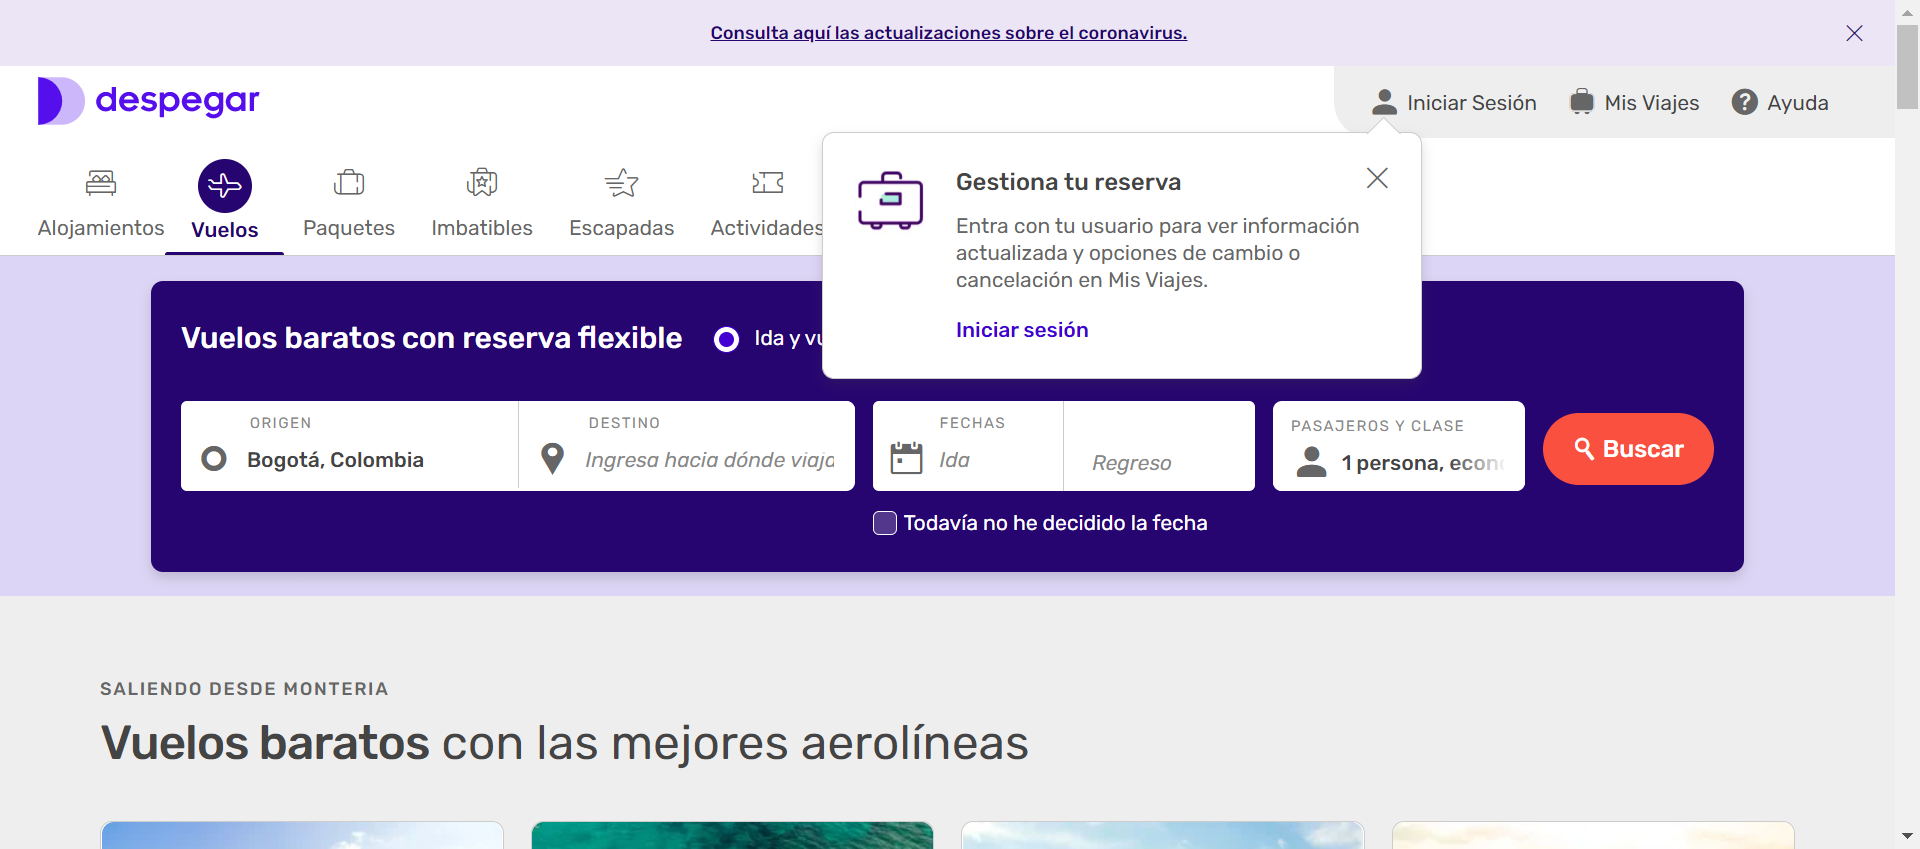 Consulta aquí las actualizaciones sobre el coronavirus.
despegar
Iniciar Sesión
Mis Viajes
? Ayuda
Alojamientos
Vuelos
Paquetes
Imbatibles
Escapadas
Actividades
Gestiona tu reserva
Entra con tu usuario para ver información
actualizada y opciones de cambio o
cancelación en Mis Viajes.
Iniciar sesión
Vuelos baratos con reserva flexible
Ida y vu
ORIGEN
Bogotá, Colombia
DESTINO
Ingresa hacia dónde viaja
FECHAS
Ida
Regreso
PASAJEROS Y CLASE
1 persona, econ
Buscar
Todavía no he decidido la fecha
SALIENDO DESDE MONTERIA
Vuelos baratos con las mejores aerolíneas